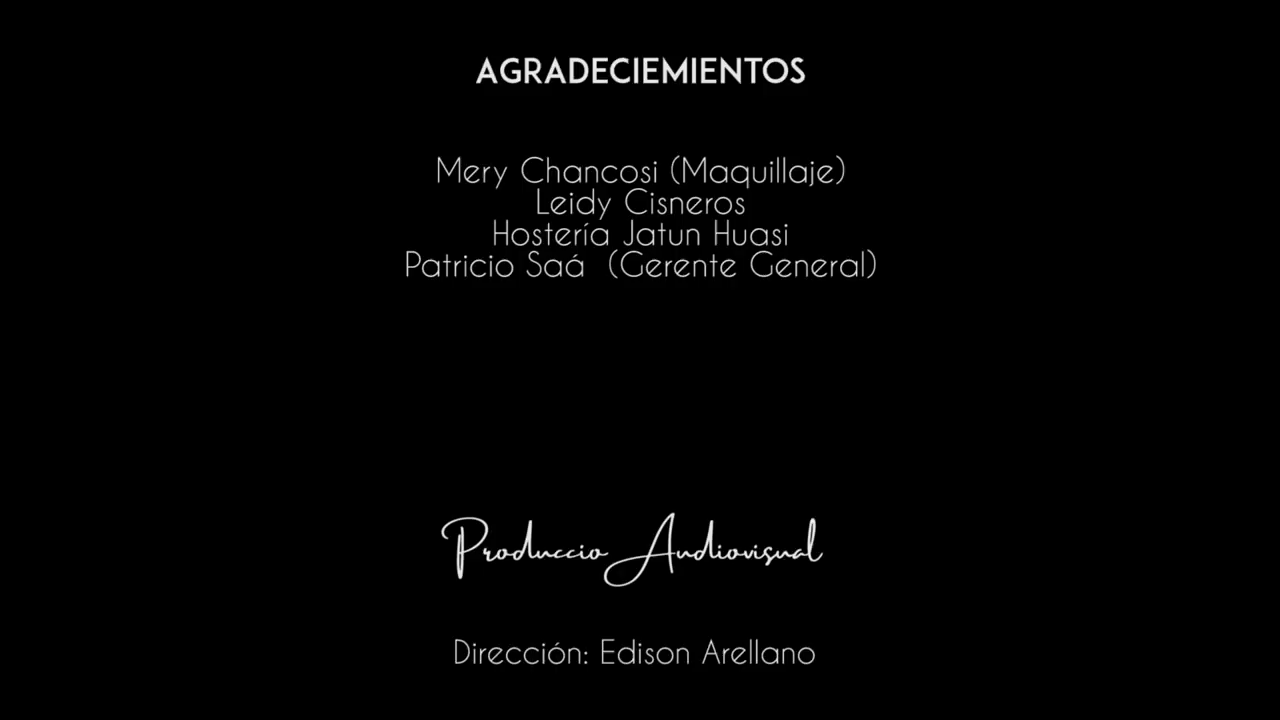 AGRADECIEMIENTOS
Mery Chancosi (Maquillaje)
Leidy Cisneros
Hostería Jatun Huasi
Patricio Saá (Gerente General)
Produccio Audiovisual
Dirección: Edison Arellano